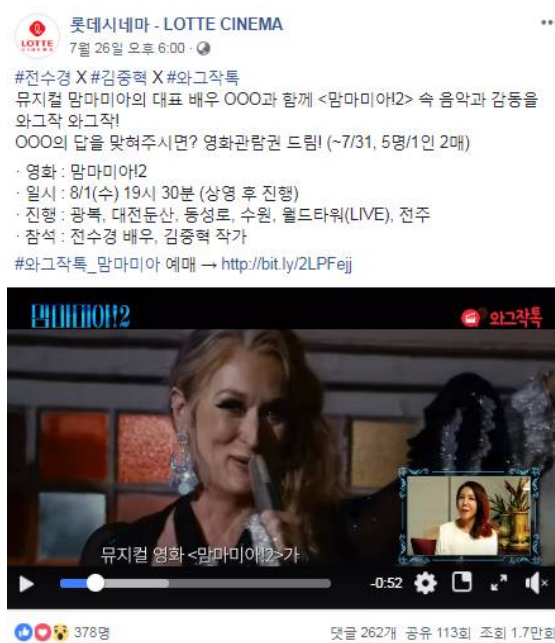 롯데시네마 - LOTTE CINEMA
LOTTE
CINEMA
7월 26일 오후 6:00 ·
#전수경 X #김중혁 X #와그작톡
뮤지컬 맘마미아의 대표 배우 OOO과 함께 <맘마미아!2> 속 음악과 감동을
와그작 와그작!
OOO의 답을 맞혀주시면? 영화관람권 드림! (~7/31, 5명/1인 2매)
· 영화 : 맘마미아!2
· 일시 : 8/1(수) 19시 30분 (상영 후 진행)
· 진행 : 광복, 대전둔산, 동성로, 수원, 월드타워(LIVE), 전주
· 참석 : 전수경 배우, 김중혁 작가
#와그작톡_맘마미아 예매 → http://bit.ly/2LPFejj
맘마미아!2
와그작톡
뮤지컬 영화 <맘마미아!2>가
-0:52
378명
댓글 262개 공유 113회 조회 1.7만회